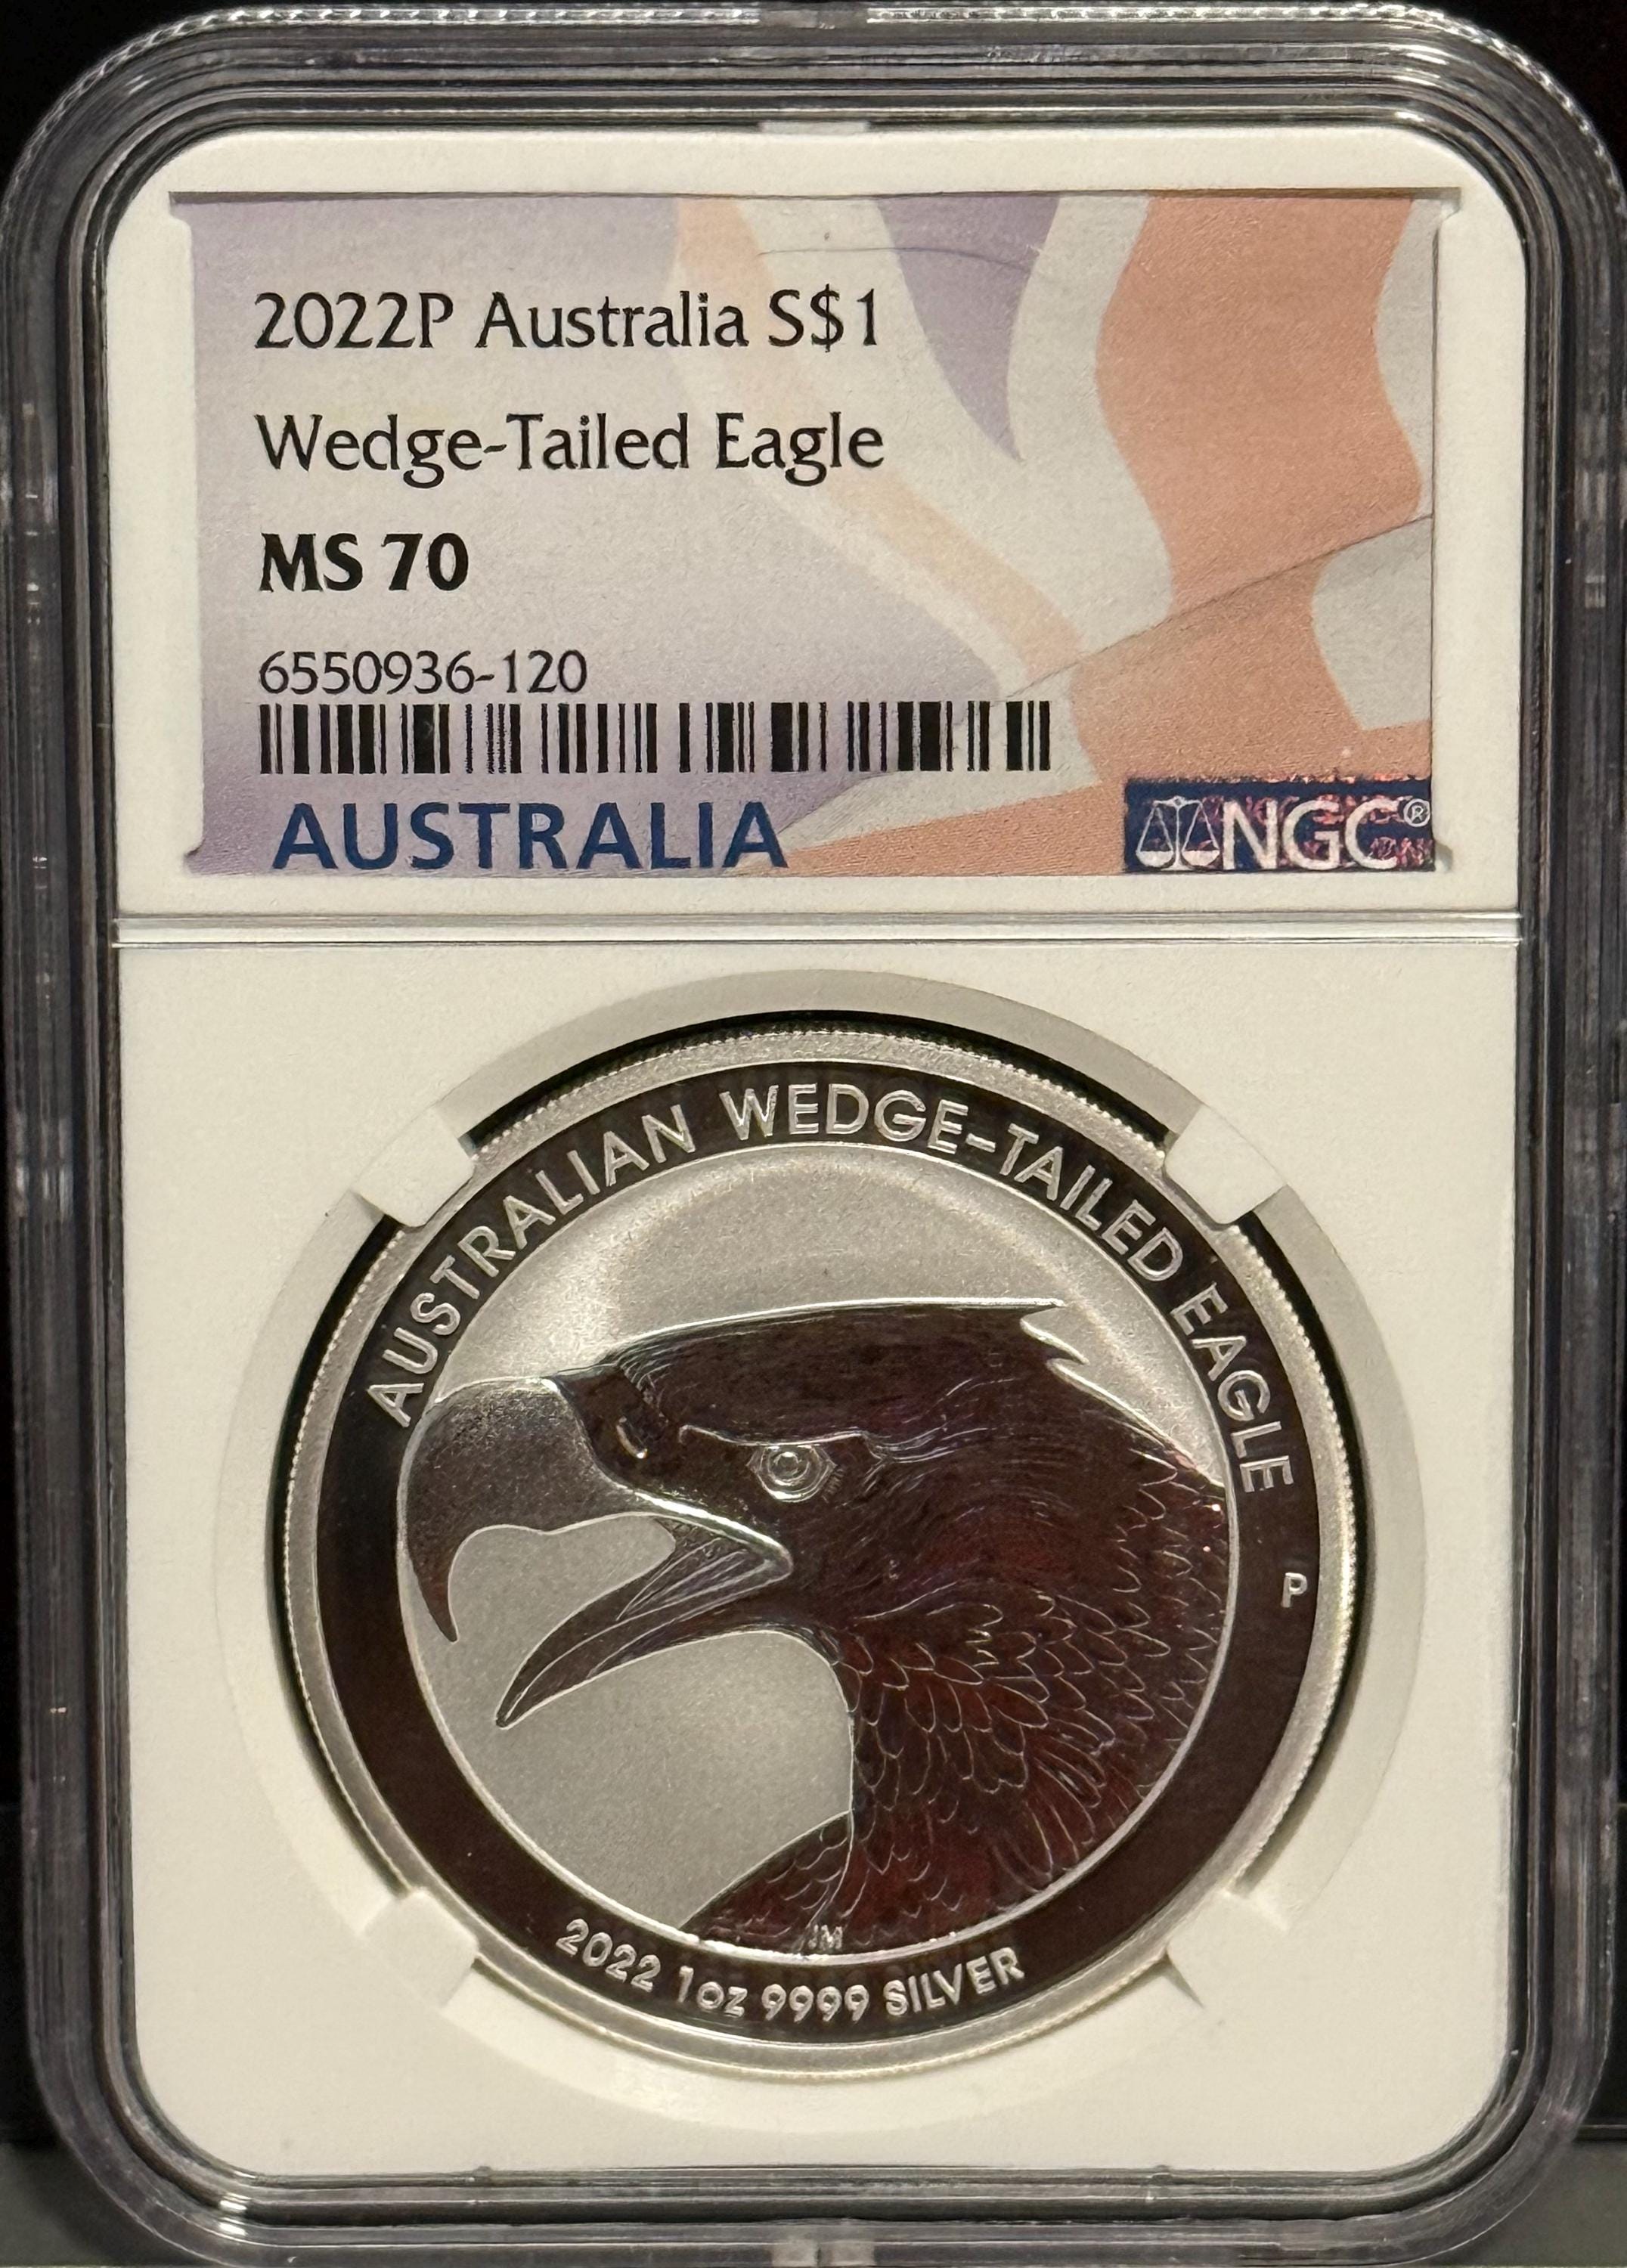 2022P Australia S$1
Wedge-Tailed Eagle
MS 70
6550936-120
AUSTRALIA
NGC®
AUSTRALIAN WEDGE-TAILED EAGLE
P
JM
2022 1oz 9999 SILVER